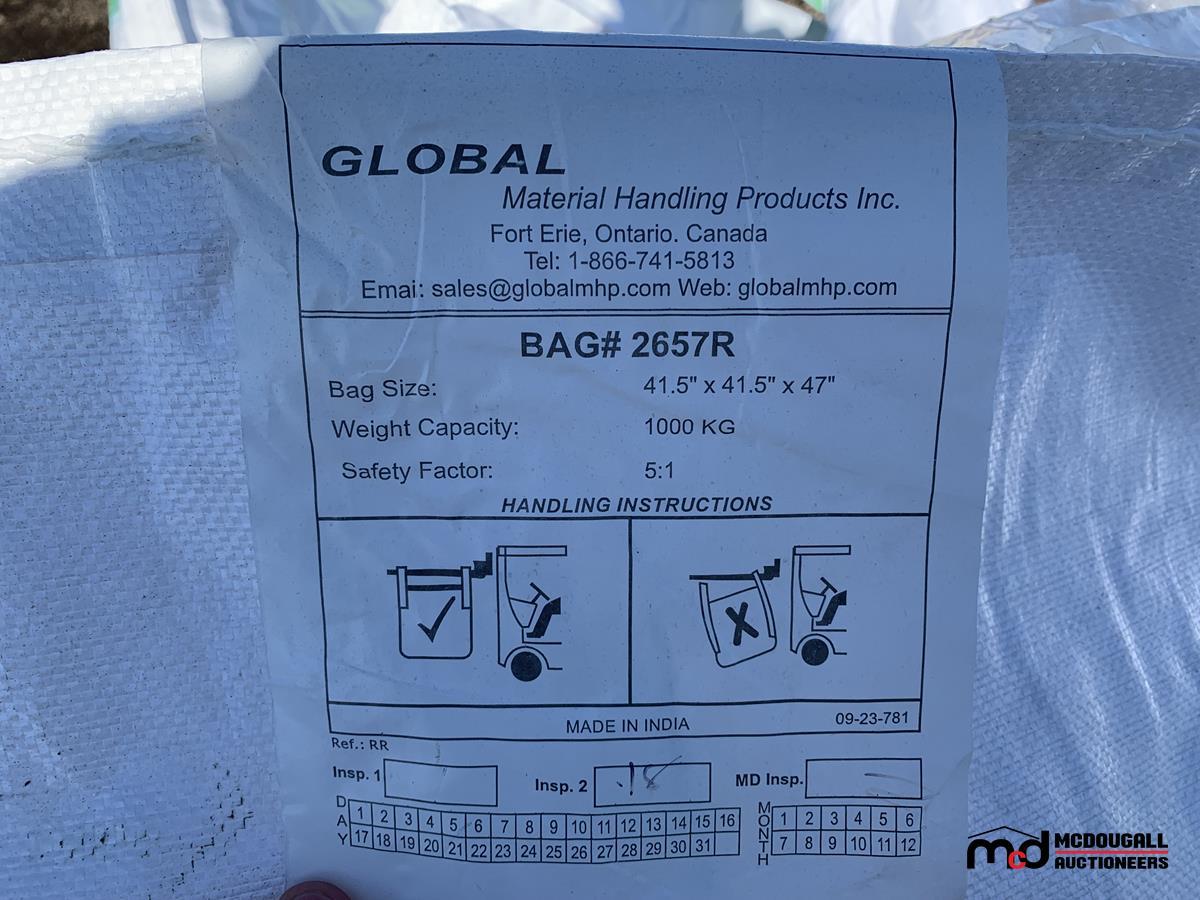 GLOBAL
Material Handling Products Inc.
Fort Erie, Ontario. Canada
Tel: 1-866-741-5813
Emai: sales@globalmhp.com Web: globalmhp.com
BAG# 2657R
Bag Size: 41.5" x 41.5" x 47"
Weight Capacity: 1000 KG
Safety Factor: 5:1
HANDLING INSTRUCTIONS
MADE IN INDIA 09-23-781
Ref.: RR
Insp. 1 Insp. 2 18 MD Insp.
DAY 1 2 3 4 5 6 7 8 9 10 11 12 13 14 15 16 MONTH 1 2 3 4 5 6
17 18 19 20 21 22 23 24 25 26 27 28 29 30 31 7 8 9 10 11 12
mcd MCDOUGALL
AUCTIONEERS